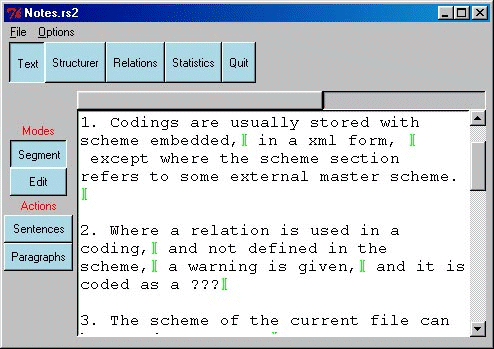 Notes.rs2
File Options
Text Structurer Relations Statistics Quit
Modes
Segment
Edit
Actions
Sentences
Paragraphs
1. Codings are usually stored with
scheme embedded,][ in a xml form, ][
except where the scheme section
refers to some external master scheme.
][
2. Where a relation is used in a
coding,][ and not defined in the
scheme,][ a warning is given,][ and it is
coded as a ???][
3. The scheme of the current file can